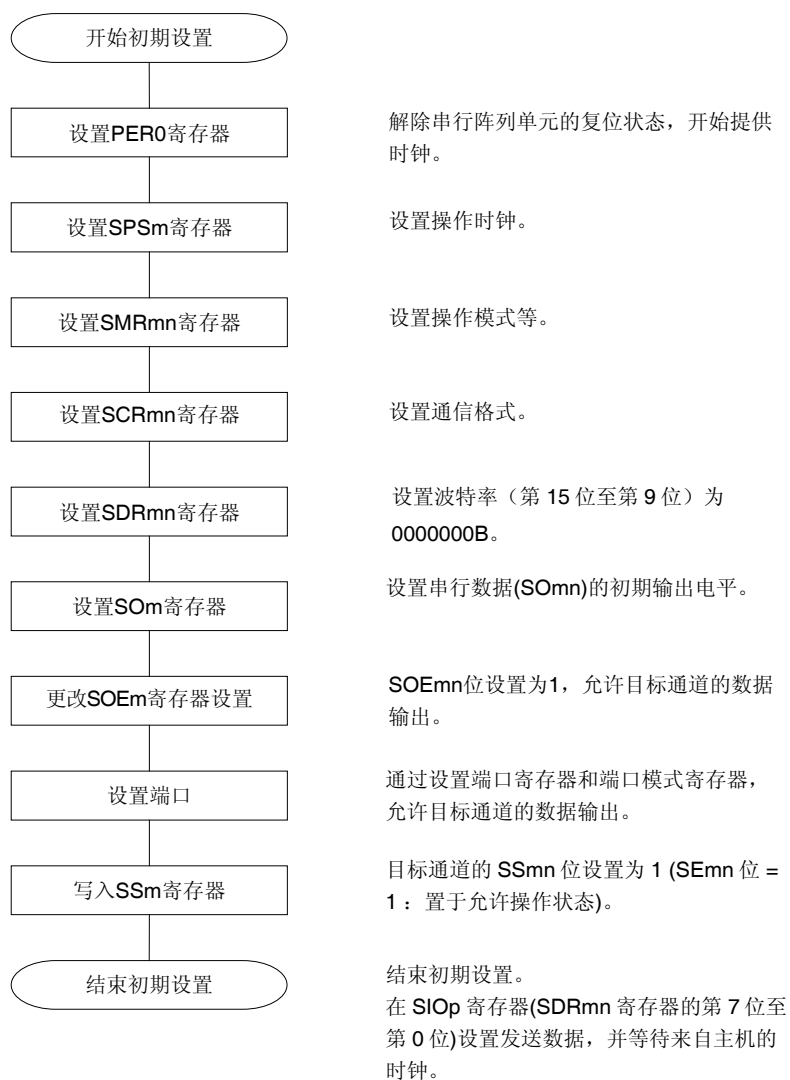 开始初期设置
设置PER0寄存器
解除串行阵列单元的复位状态，开始提供
时钟。
设置SPSm寄存器
设置操作时钟。
设置SMRmn寄存器
设置操作模式等。
设置SCRmn寄存器
设置通信格式。
设置SDRmn寄存器
设置波特率（第 15 位至第 9 位）为
0000000B。
设置SOm寄存器
设置串行数据(SOmn)的初期输出电平。
更改SOEm寄存器设置
SOEmn位设置为1，允许目标通道的数据
输出。
设置端口
通过设置端口寄存器和端口模式寄存器，
允许目标通道的数据输出。
写入SSm寄存器
目标通道的 SSmn 位设置为 1 (SEmn 位 =
1 ：置于允许操作状态)。
结束初期设置
结束初期设置。
在 SIOp 寄存器(SDRmn 寄存器的第 7 位至
第 0 位)设置发送数据，并等待来自主机的
时钟。